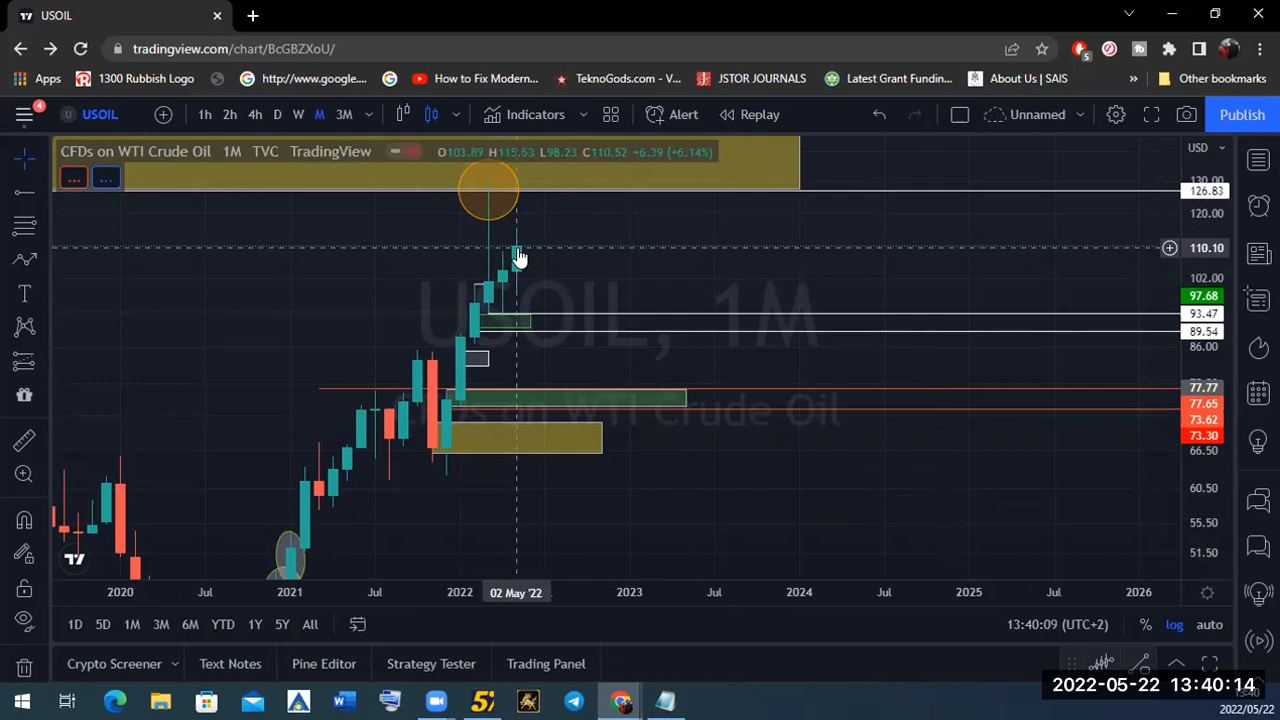 USOIL
tradingview.com/chart/BcGBZXoU/
5
Apps
1300 Rubbish Logo
http://www.google...
How to Fix Modern...
TeknoGods.com - V...
JSTOR JOURNALS
Latest Grant Fundin...
About Us | SAIS
»
Other bookmarks
4
U
USOIL
1h 2h 4h D W M 3M
Indicators
Alert
Replay
Unnamed
Publish
CFDs on WTI Crude Oil 1M TVC TradingView
O103.89 H115.53 L98.23 C110.52 +6.39 (+6.14%)
USD
... ...
130.00
126.83
120.00
110.10
102.00
97.68
93.47
89.54
86.00
77.77
77.65
73.62
73.30
66.50
60.50
55.50
51.50
USOIL, 1M
CFDs on WTI Crude Oil
2020 Jul 2021 Jul 2022 02 May '22 2023 Jul 2024 Jul 2025 Jul 2026
1D 5D 1M 3M 6M YTD 1Y 5Y All
13:40:09 (UTC+2) % log auto
Crypto Screener Text Notes Pine Editor Strategy Tester Trading Panel
2022-05-22 13:40:14
2022/05/22